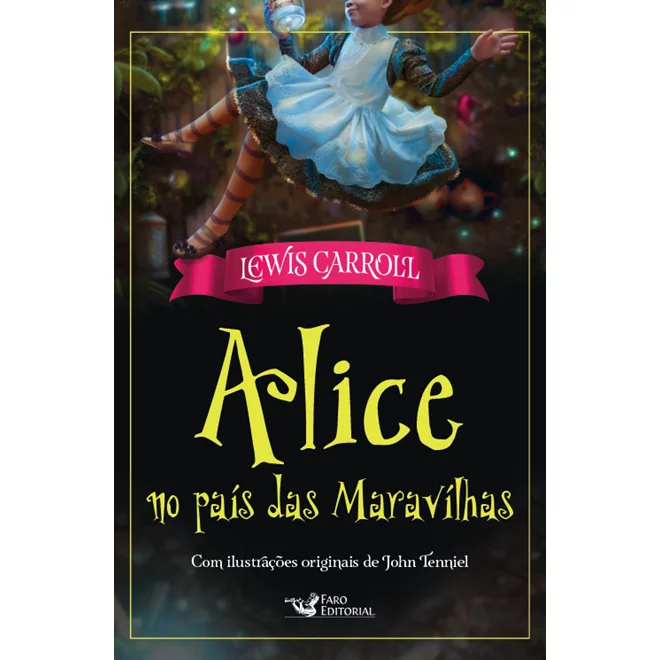 LEWIS CARROLL
Alice
no país das Maravilhas
Com ilustrações originais de John Tenniel
FARO
EDITORIAL